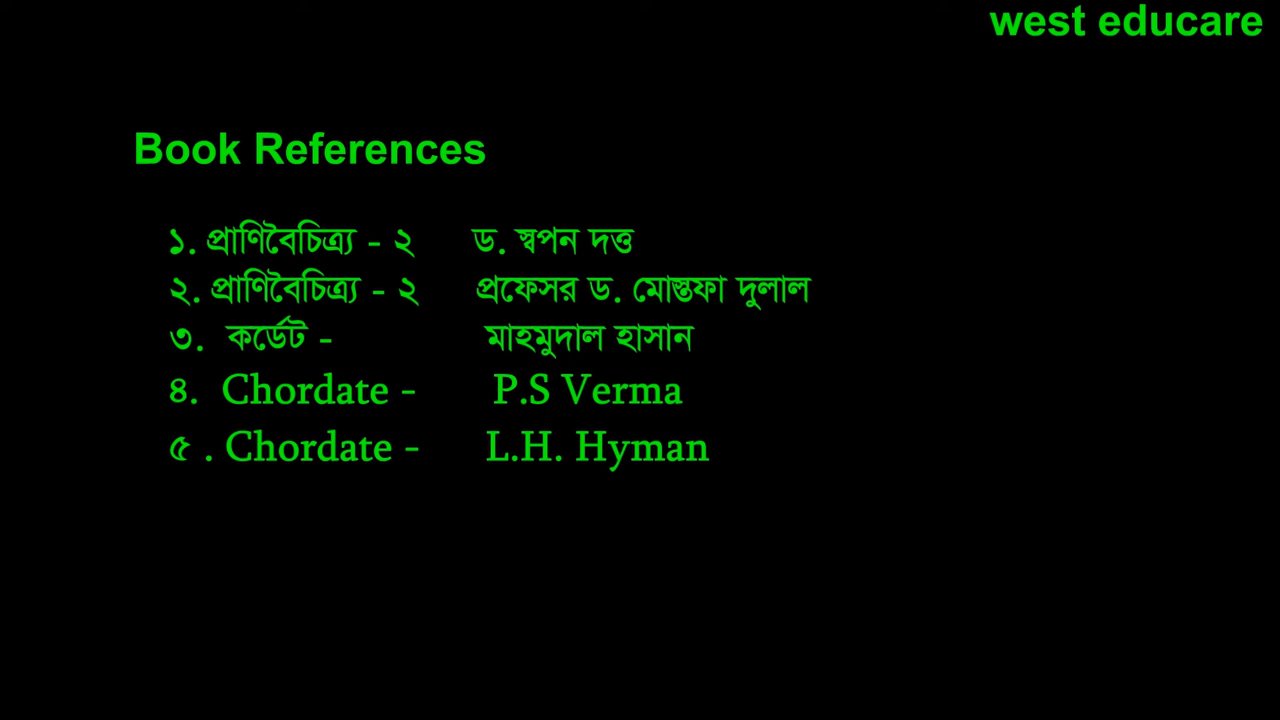 west educare
Book References
১. প্রাণিবৈচিত্র্য - ২ ড. স্বপন দত্ত
২. প্রাণিবৈচিত্র্য - ২ প্রফেসর ড. মোস্তফা দুলাল
৩. কর্ডেট - মাহমুদাল হাসান
৪. Chordate - P.S Verma
৫ . Chordate - L.H. Hyman